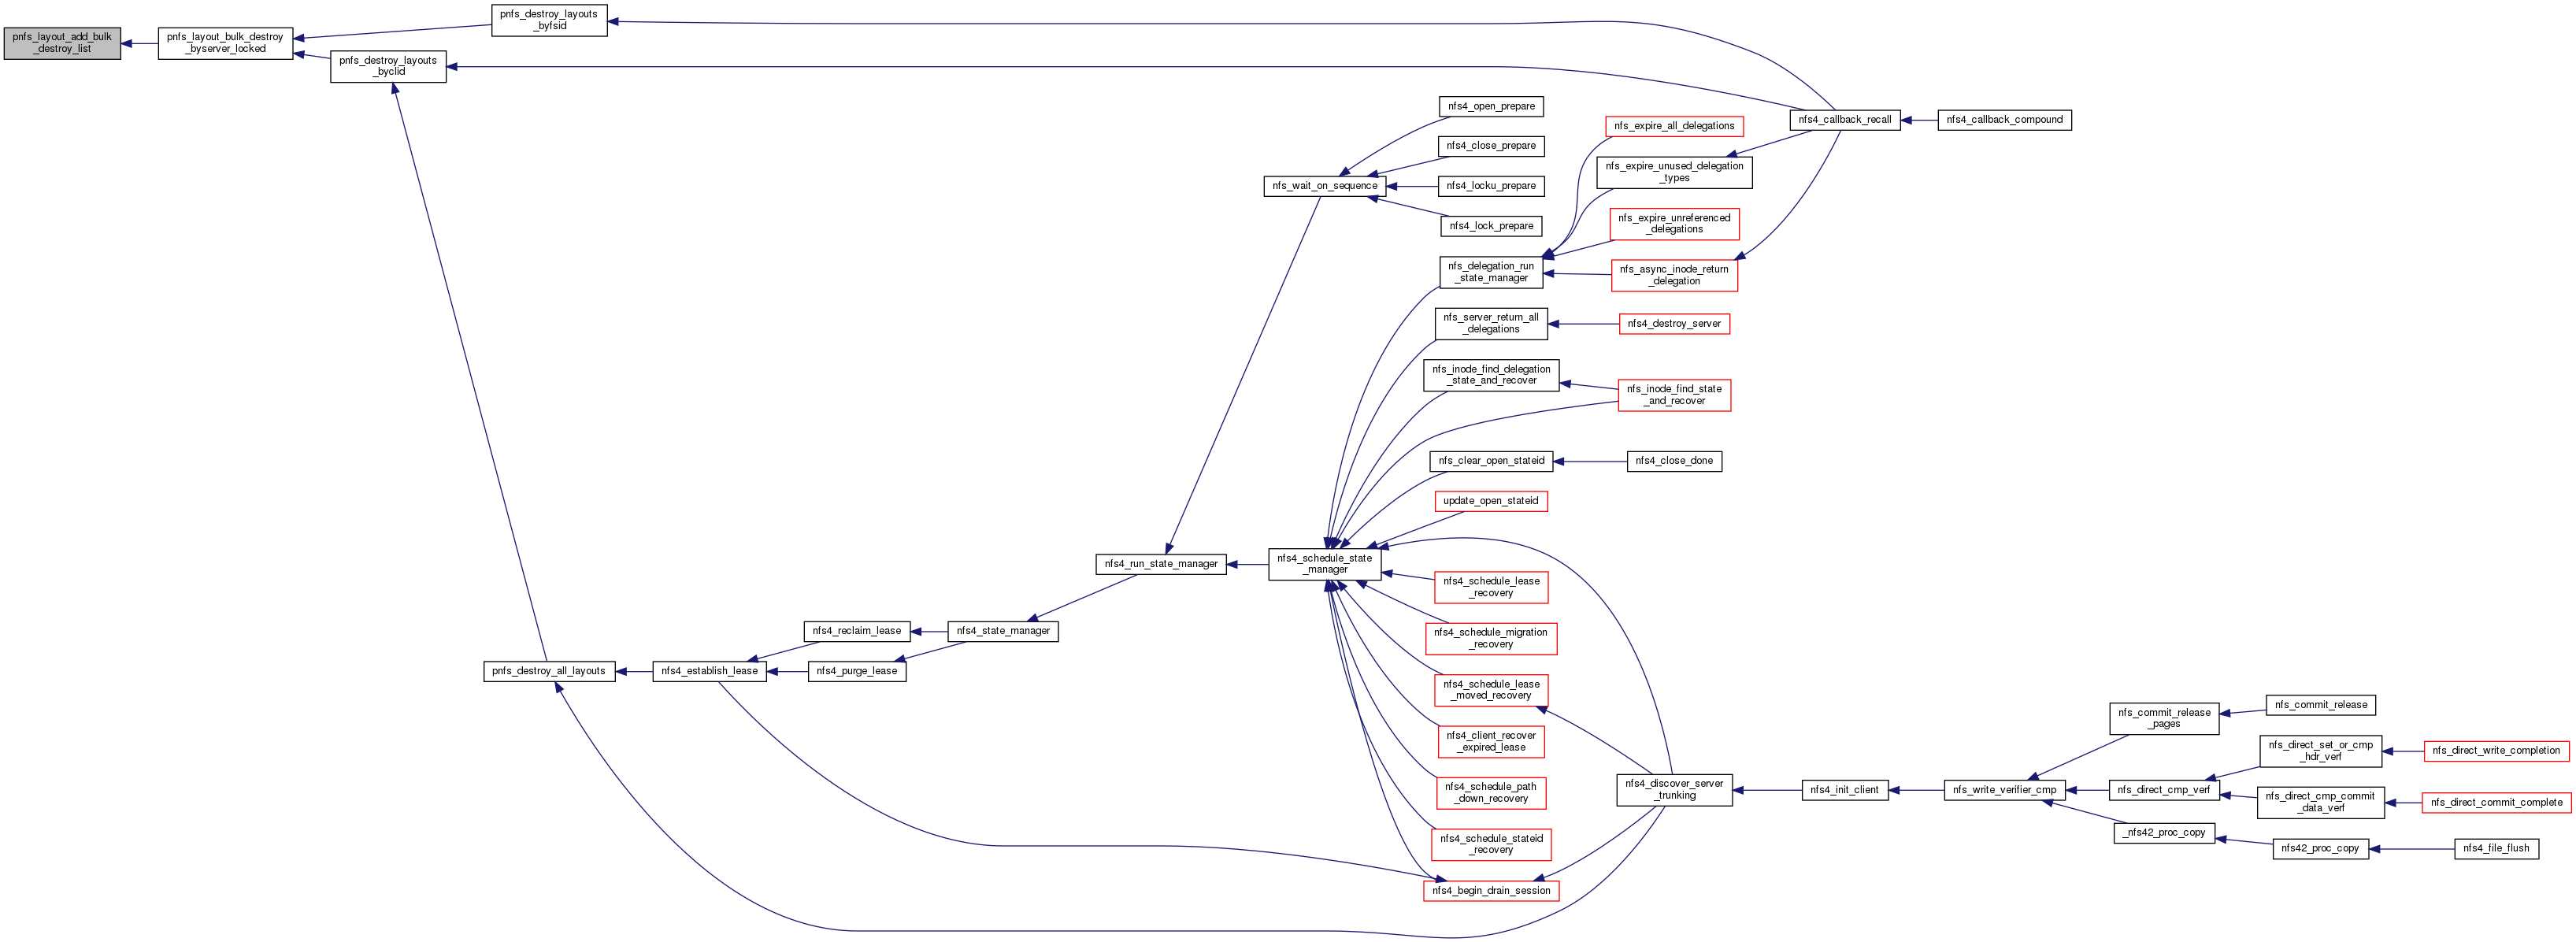 pnfs_layout_add_bulk
_destroy_list
pnfs_layout_bulk_destroy
_byserver_locked
pnfs_destroy_layouts
_byfsid
pnfs_destroy_layouts
_byclid
pnfs_destroy_all_layouts
nfs4_establish_lease
nfs4_reclaim_lease
nfs4_purge_lease
nfs4_state_manager
nfs4_run_state_manager
nfs_wait_on_sequence
nfs4_open_prepare
nfs4_close_prepare
nfs4_locku_prepare
nfs4_lock_prepare
nfs4_schedule_state
_manager
nfs_delegation_run
_state_manager
nfs_server_return_all
_delegations
nfs_inode_find_delegation
_state_and_recover
nfs_clear_open_stateid
update_open_stateid
nfs4_schedule_lease
_recovery
nfs4_schedule_migration
_recovery
nfs4_schedule_lease
_moved_recovery
nfs4_client_recover
_expired_lease
nfs4_schedule_path
_down_recovery
nfs4_schedule_stateid
_recovery
nfs4_begin_drain_session
nfs_expire_all_delegations
nfs_expire_unused_delegation
_types
nfs_expire_unreferenced
_delegations
nfs_async_inode_return
_delegation
nfs4_destroy_server
nfs_inode_find_state
_and_recover
nfs4_close_done
nfs4_discover_server
_trunking
nfs4_callback_recall
nfs4_callback_compound
nfs4_init_client
nfs_write_verifier_cmp
nfs_commit_release
_pages
nfs_direct_cmp_verf
_nfs42_proc_copy
nfs_commit_release
nfs_direct_set_or_cmp
_hdr_verf
nfs_direct_cmp_commit
_data_verf
nfs42_proc_copy
nfs_direct_write_completion
nfs_direct_commit_complete
nfs4_file_flush